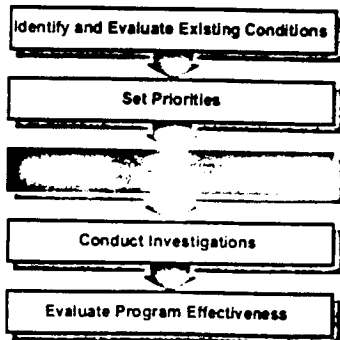 Identify and Evaluate Existing Conditions
Set Priorities
Conduct Investigations
Evaluate Program Effectiveness